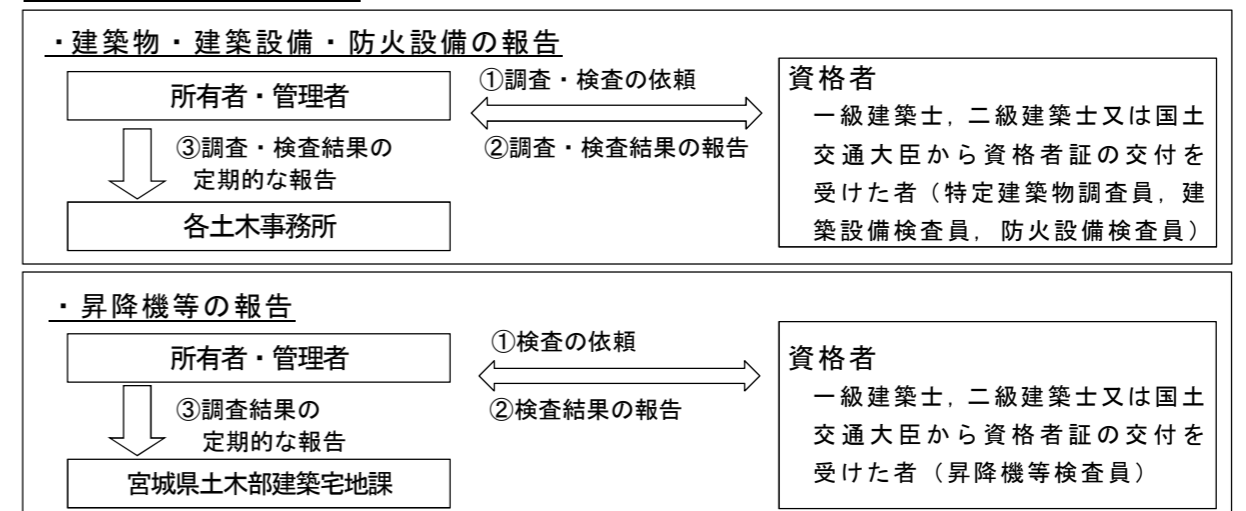 ・建築物・建築設備・防火設備の報告
所有者・管理者
①調査・検査の依頼
②調査・検査結果の報告
③調査・検査結果の
定期的な報告
各土木事務所
資格者
一級建築士，二級建築士又は国土
交通大臣から資格者証の交付を
受けた者（特定建築物調査員，建
築設備検査員，防火設備検査員）
・昇降機等の報告
所有者・管理者
①検査の依頼
②検査結果の報告
③調査結果の
定期的な報告
宮城県土木部建築宅地課
資格者
一級建築士，二級建築士又は国土
交通大臣から資格者証の交付を
受けた者（昇降機等検査員）